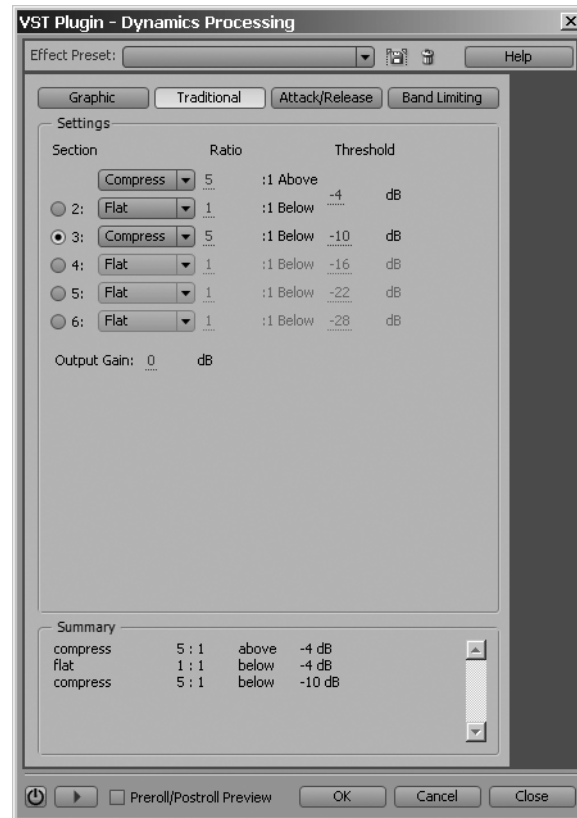 VST Plugin - Dynamics Processing
Effect Preset:
Help
Graphic Traditional Attack/Release Band Limiting
Settings
Section Ratio Threshold
Compress 5 :1 Above
-4 dB
2: Flat 1 :1 Below
3: Compress 5 :1 Below -10 dB
4: Flat 1 :1 Below -16 dB
5: Flat 1 :1 Below -22 dB
6: Flat 1 :1 Below -28 dB
Output Gain: 0 dB
Summary
compress 5 : 1 above -4 dB
flat 1 : 1 below -4 dB
compress 5 : 1 below -10 dB
Preroll/Postroll Preview OK Cancel Close